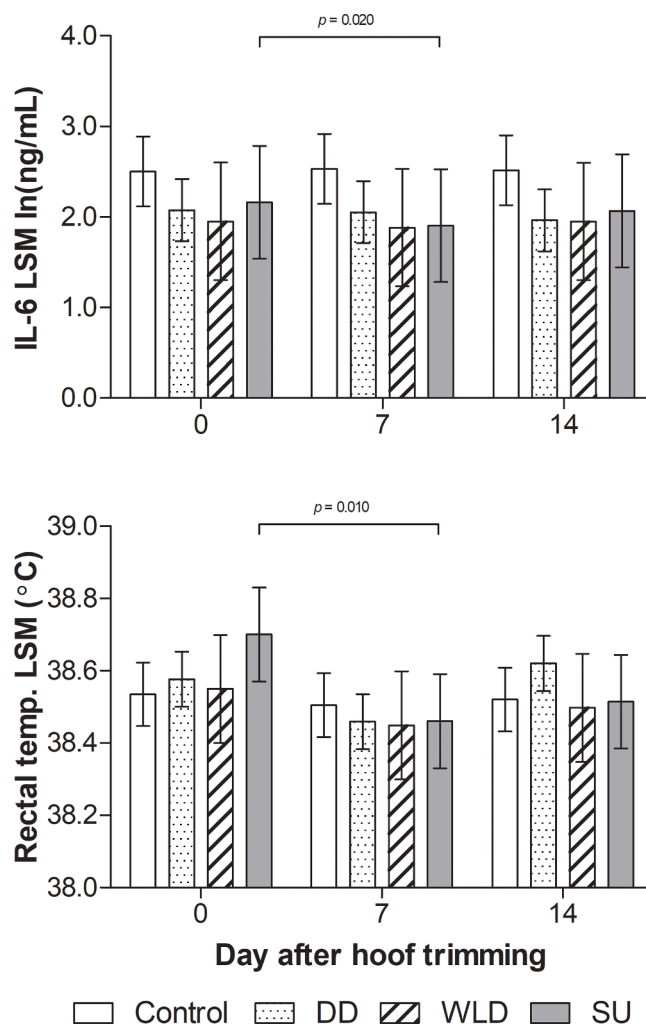 p = 0.020
IL-6 LSM ln(ng/mL)
4.0
3.0
2.0
1.0
0.0
0 7 14
p = 0.010
Rectal temp. LSM (°C)
39.0
38.8
38.6
38.4
38.2
38.0
0 7 14
Day after hoof trimming
Control DD WLD SU